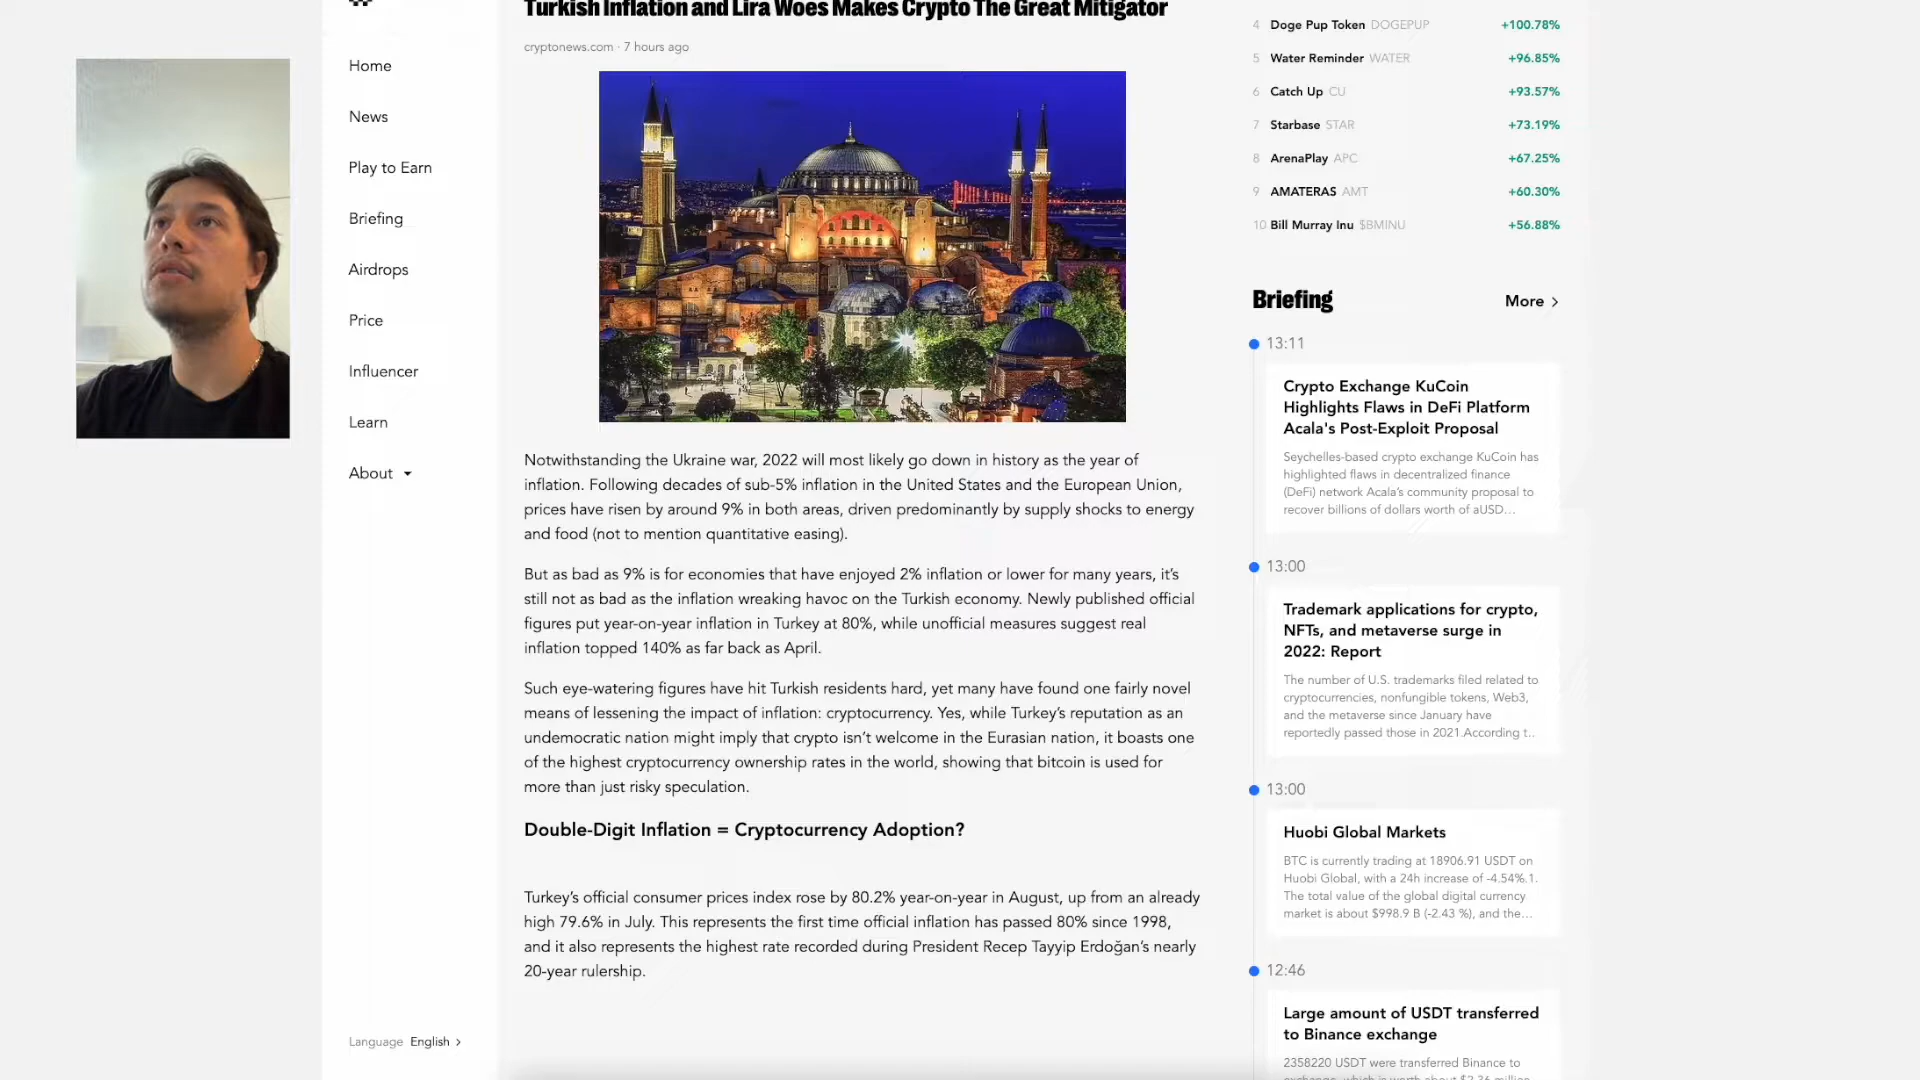 Turkish Inflation and Lira Woes Makes Crypto The Great Mitigator
cryptonews.com · 7 hours ago
Home
News
Play to Earn
Briefing
Airdrops
Price
Influencer
Learn
About
Language English >
Notwithstanding the Ukraine war, 2022 will most likely go down in history as the year of
inflation. Following decades of sub-5% inflation in the United States and the European Union,
prices have risen by around 9% in both areas, driven predominantly by supply shocks to energy
and food (not to mention quantitative easing).
But as bad as 9% is for economies that have enjoyed 2% inflation or lower for many years, it’s
still not as bad as the inflation wreaking havoc on the Turkish economy. Newly published official
figures put year-on-year inflation in Turkey at 80%, while unofficial measures suggest real
inflation topped 140% as far back as April.
Such eye-watering figures have hit Turkish residents hard, yet many have found one fairly novel
means of lessening the impact of inflation: cryptocurrency. Yes, while Turkey’s reputation as an
undemocratic nation might imply that crypto isn’t welcome in the Eurasian nation, it boasts one
of the highest cryptocurrency ownership rates in the world, showing that bitcoin is used for
more than just risky speculation.
Double-Digit Inflation = Cryptocurrency Adoption?
Turkey’s official consumer prices index rose by 80.2% year-on-year in August, up from an already
high 79.6% in July. This represents the first time official inflation has passed 80% since 1998,
and it also represents the highest rate recorded during President Recep Tayyip Erdoğan’s nearly
20-year rulership.
4 Doge Pup Token DOGEPUP +100.78%
5 Water Reminder WATER +96.85%
6 Catch Up CU +93.57%
7 Starbase STAR +73.19%
8 ArenaPlay APC +67.25%
9 AMATERAS AMT +60.30%
10 Bill Murray Inu $BMINU +56.88%
Briefing More >
13:11
Crypto Exchange KuCoin
Highlights Flaws in DeFi Platform
Acala's Post-Exploit Proposal
Seychelles-based crypto exchange KuCoin has
highlighted flaws in decentralized finance
(DeFi) network Acala’s community proposal to
recover billions of dollars worth of aUSD...
13:00
Trademark applications for crypto,
NFTs, and metaverse surge in
2022: Report
The number of U.S. trademarks filed related to
cryptocurrencies, nonfungible tokens, Web3,
and the metaverse since January have
reportedly passed those in 2021.According t..
13:00
Huobi Global Markets
BTC is currently trading at 18906.91 USDT on
Huobi Global, with a 24h increase of -4.54%.1.
The total value of the global digital currency
market is about $998.9 B (-2.43 %), and the...
12:46
Large amount of USDT transferred
to Binance exchange
2358220 USDT were transferred Binance to
exchange, which is worth about $2.36 million